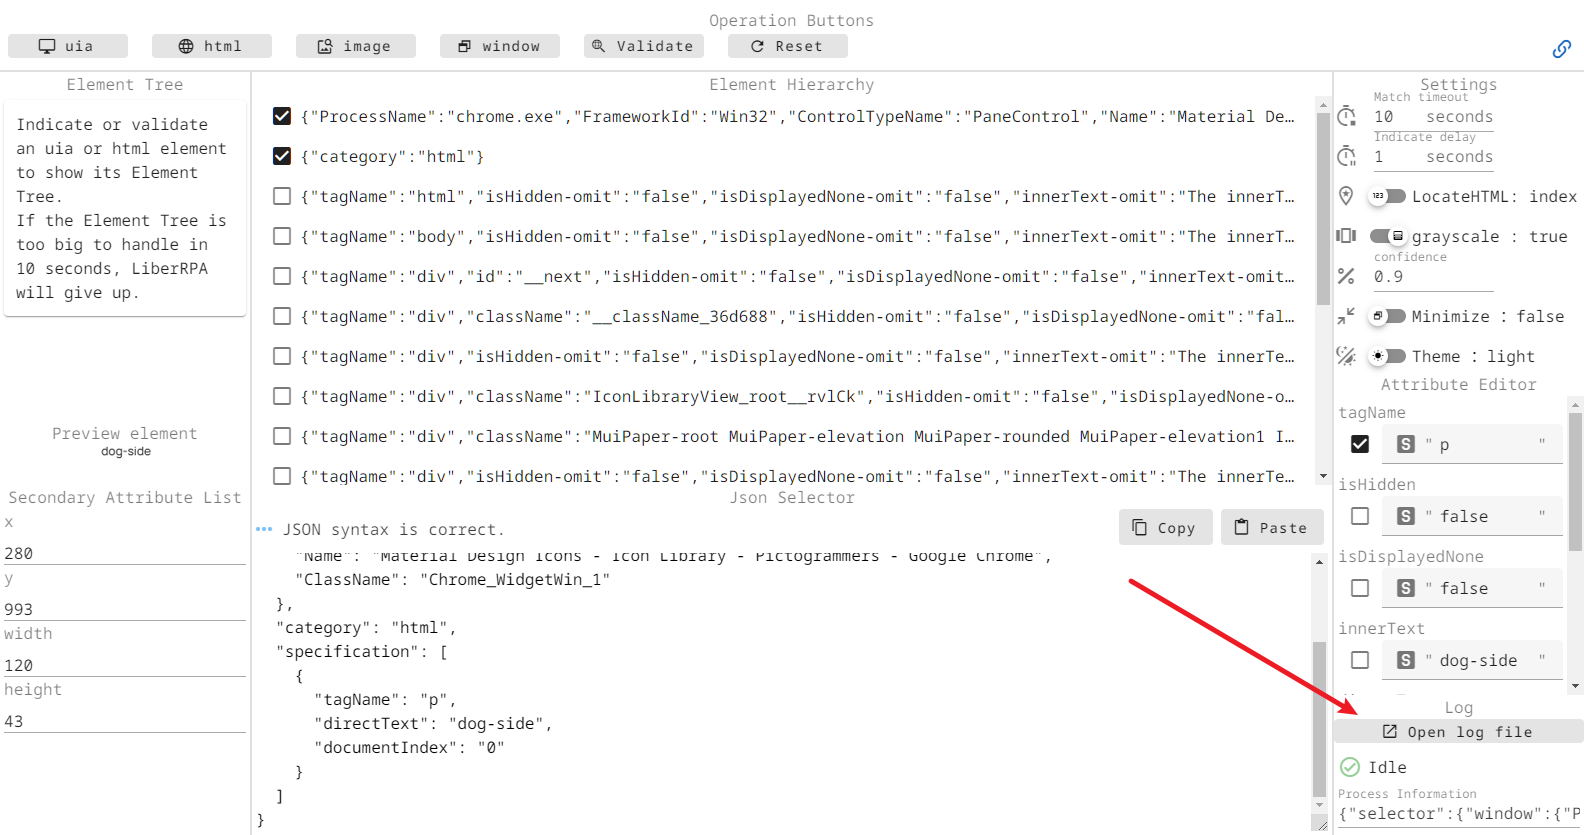 Operation Buttons
uia
html
image
window
Validate
Reset
Element Tree
Indicate or validate
an uia or html element
to show its Element
Tree.
If the Element Tree is
too big to handle in
10 seconds, LiberRPA
will give up.
Preview element
dog-side
Secondary Attribute List
x
280
y
993
width
120
height
43
Element Hierarchy
{"ProcessName":"chrome.exe","FrameworkId":"Win32","ControlTypeName":"PaneControl","Name":"Material De…
{"category":"html"}
{"tagName":"html","isHidden-omit":"false","isDisplayedNone-omit":"false","innerText-omit":"The innerT…
{"tagName":"body","isHidden-omit":"false","isDisplayedNone-omit":"false","innerText-omit":"The innerT…
{"tagName":"div","id":"__next","isHidden-omit":"false","isDisplayedNone-omit":"false","innerText-omit…
{"tagName":"div","className":"__className_36d688","isHidden-omit":"false","isDisplayedNone-omit":"fal…
{"tagName":"div","isHidden-omit":"false","isDisplayedNone-omit":"false","innerText-omit":"The innerTe…
{"tagName":"div","className":"IconLibraryView_root__rvlCk","isHidden-omit":"false","isDisplayedNone-o…
{"tagName":"div","className":"MuiPaper-root MuiPaper-elevation MuiPaper-rounded MuiPaper-elevation1 I…
{"tagName":"div","isHidden-omit":"false","isDisplayedNone-omit":"false","innerText-omit":"The innerTe…
Json Selector
JSON syntax is correct.
Copy
Paste
"Name": "Material Design Icons - Icon Library - Pictogrammers - Google Chrome",
"ClassName": "Chrome_WidgetWin_1"
},
"category": "html",
"specification": [
{
"tagName": "p",
"directText": "dog-side",
"documentIndex": "0"
}
]
}
Settings
Match timeout
10 seconds
Indicate delay
1 seconds
123 LocateHTML: index
grayscale : true
confidence
0.9
Minimize : false
Theme : light
Attribute Editor
tagName
S " p "
isHidden
S " false "
isDisplayedNone
S " false "
innerText
S " dog-side "
Log
Open log file
Idle
Process Information
{"selector":{"window":{"P